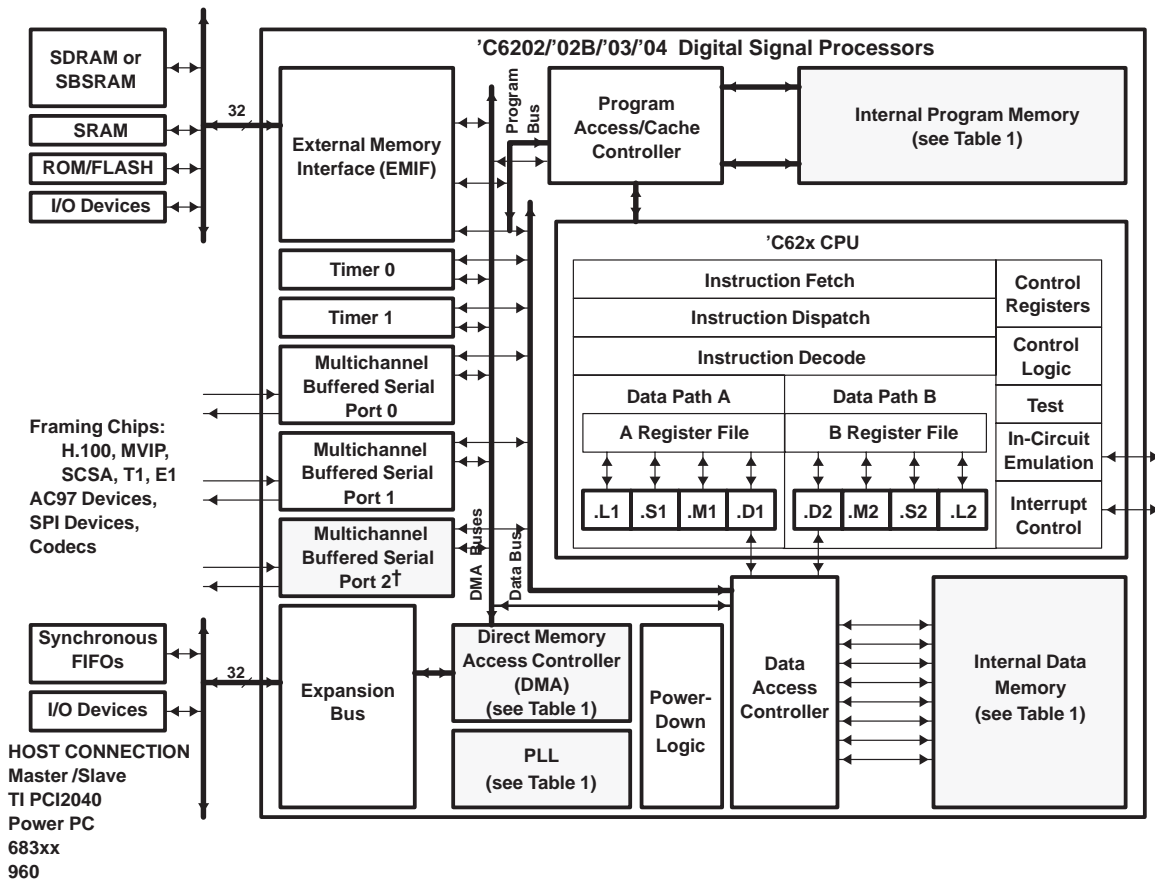 'C6202/'02B/'03/'04 Digital Signal Processors
SDRAM or
SBSRAM
SRAM
ROM/FLASH
I/O Devices
32
External Memory
Interface (EMIF)
Program
Bus
Program
Access/Cache
Controller
Internal Program Memory
(see Table 1)
Timer 0
Timer 1
Multichannel
Buffered Serial
Port 0
Multichannel
Buffered Serial
Port 1
Multichannel
Buffered Serial
Port 2†
Framing Chips:
H.100, MVIP,
SCSA, T1, E1
AC97 Devices,
SPI Devices,
Codecs
DMA Buses
Data Bus
'C62x CPU
Instruction Fetch
Instruction Dispatch
Instruction Decode
Control
Registers
Control
Logic
Test
In-Circuit
Emulation
Interrupt
Control
Data Path A
A Register File
.L1
.S1
.M1
.D1
Data Path B
B Register File
.D2
.M2
.S2
.L2
Synchronous
FIFOs
I/O Devices
32
Expansion
Bus
Direct Memory
Access Controller
(DMA)
(see Table 1)
PLL
(see Table 1)
Power-
Down
Logic
Data
Access
Controller
Internal Data
Memory
(see Table 1)
HOST CONNECTION
Master /Slave
TI PCI2040
Power PC
683xx
960